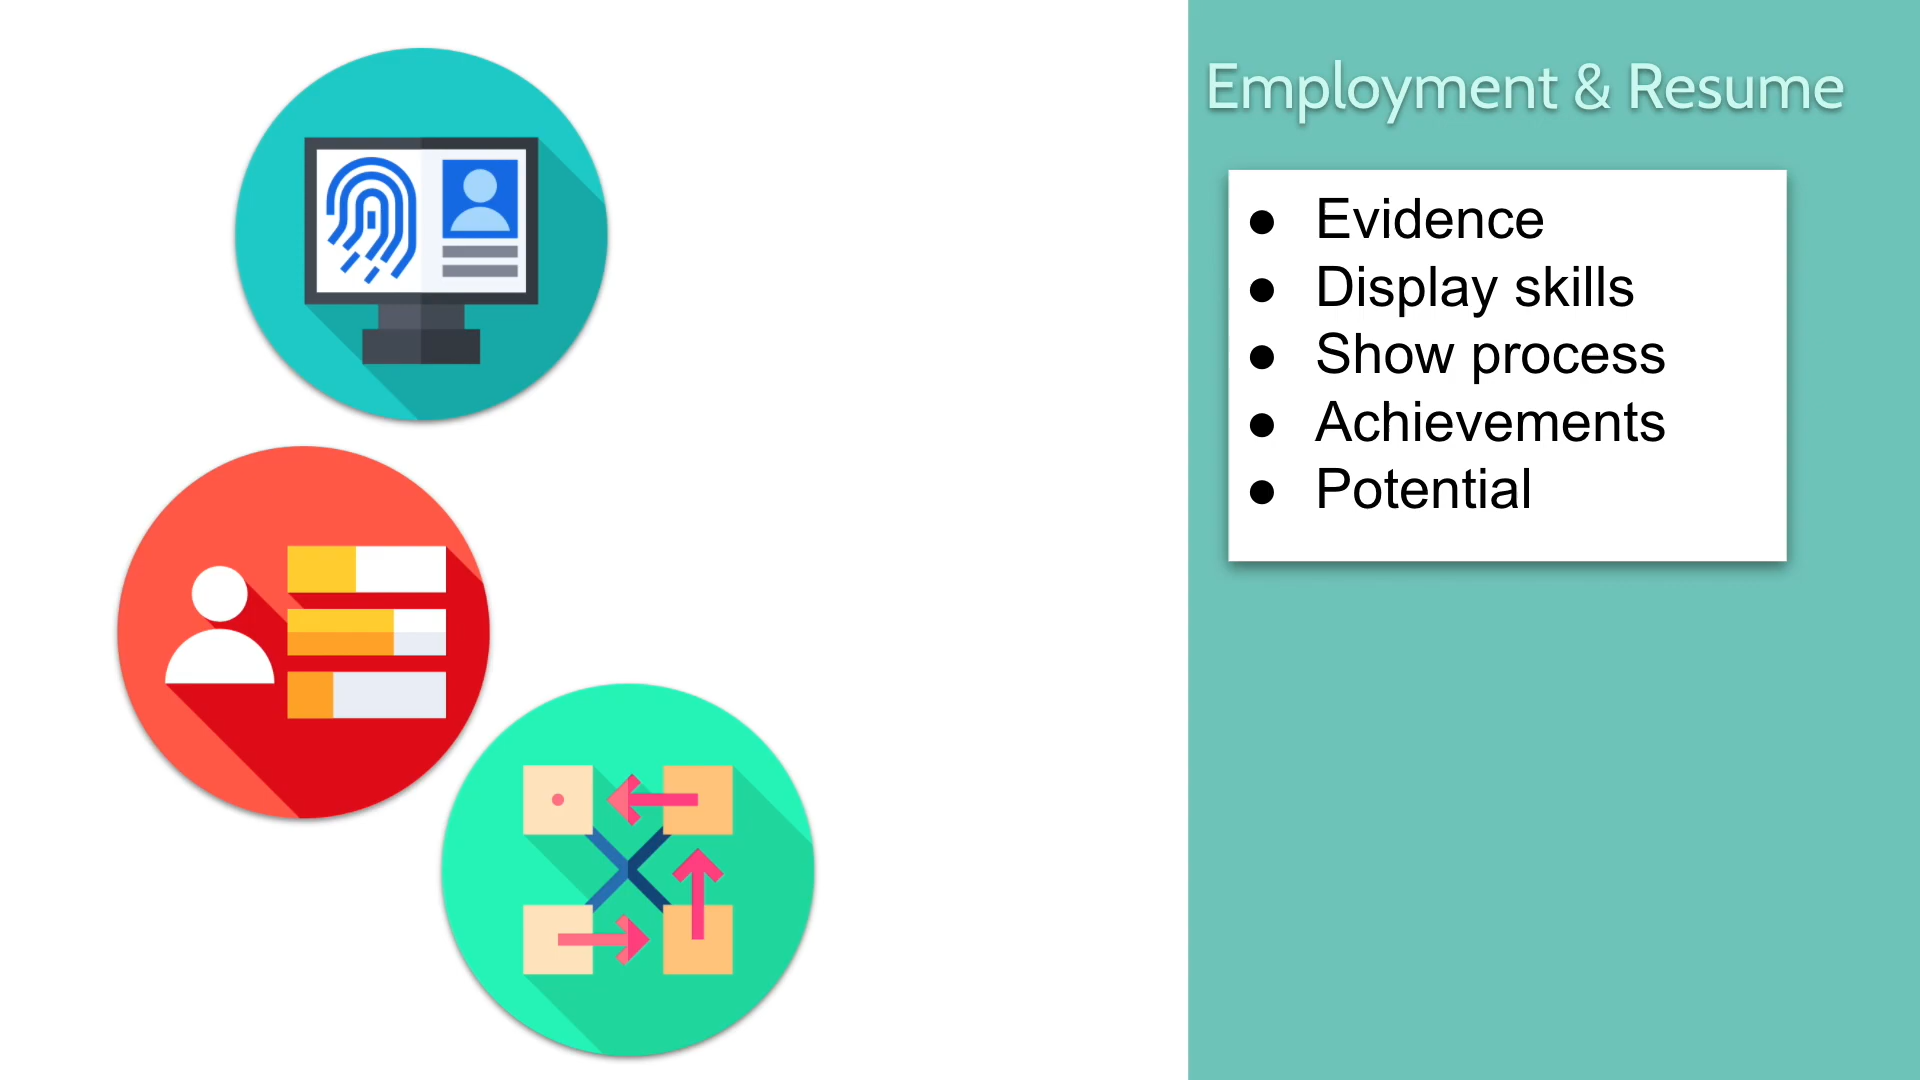 Employment & Resume
● Evidence
● Display skills
● Show process
● Achievements
● Potential